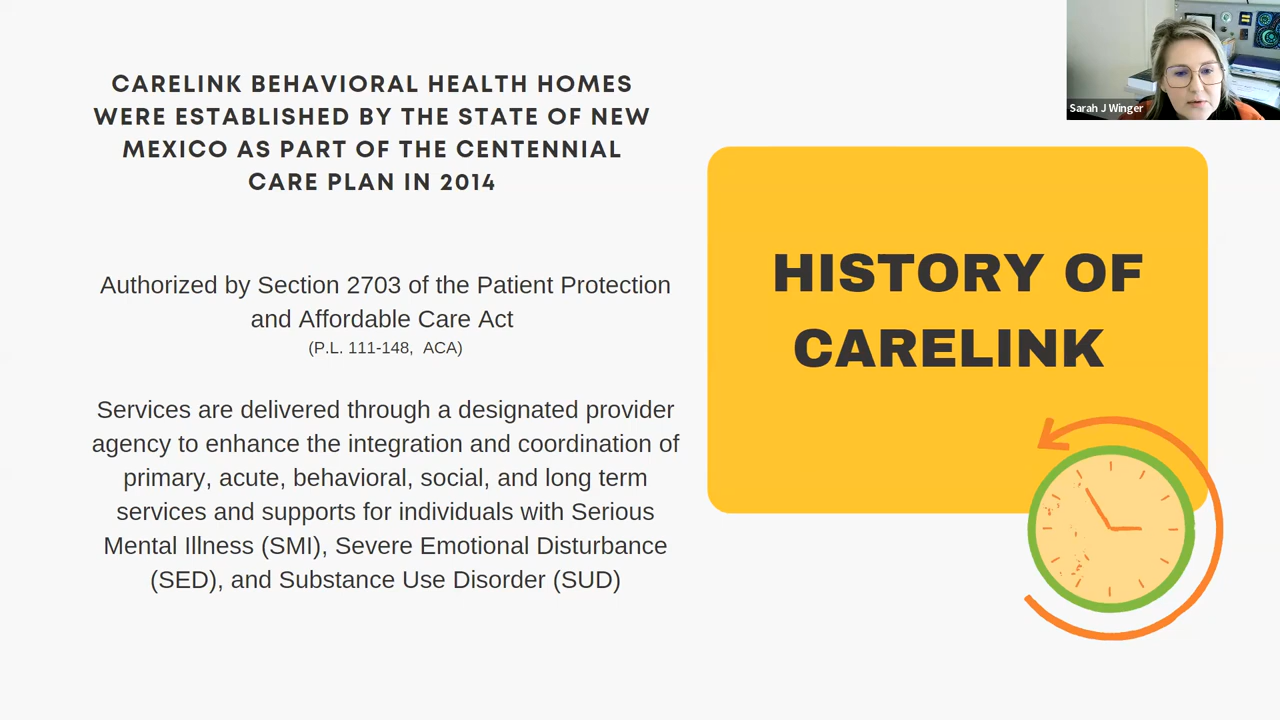 CARELINK BEHAVIORAL HEALTH HOMES
WERE ESTABLISHED BY THE STATE OF NEW
MEXICO AS PART OF THE CENTENNIAL
CARE PLAN IN 2014
Authorized by Section 2703 of the Patient Protection
and Affordable Care Act
(P.L. 111-148,  ACA)
Services are delivered through a designated provider
agency to enhance the integration and coordination of
primary, acute, behavioral, social, and long term
services and supports for individuals with Serious
Mental Illness (SMI), Severe Emotional Disturbance
(SED), and Substance Use Disorder (SUD)
HISTORY OF
CARELINK
Sarah J Winger